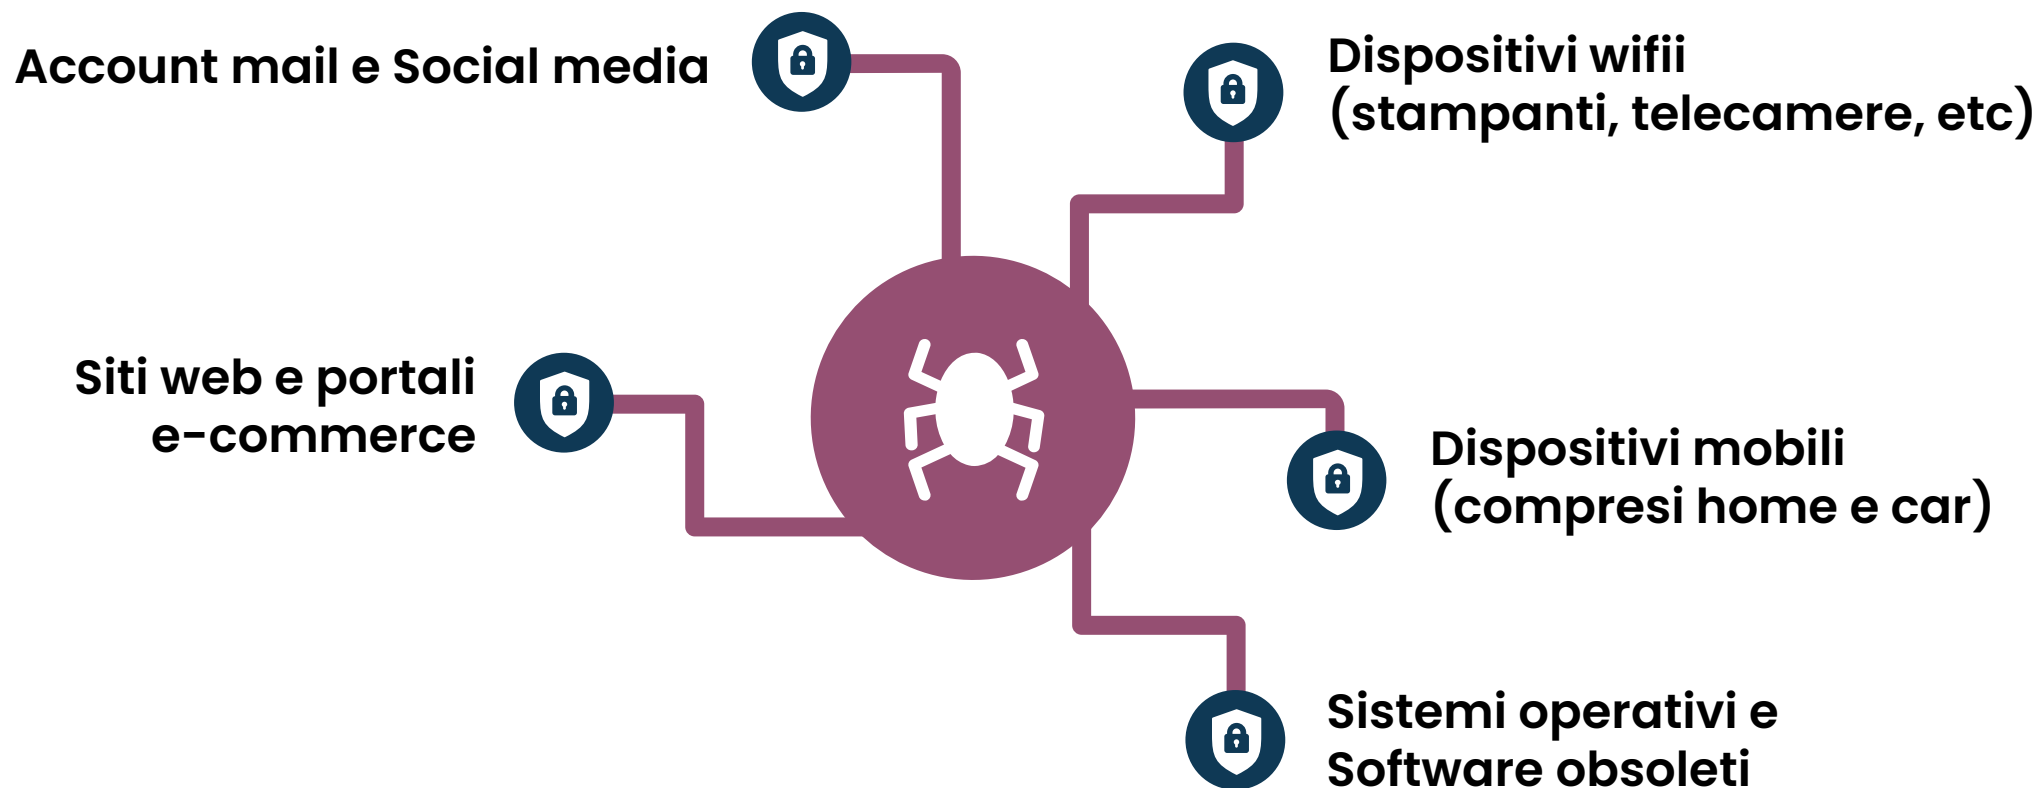 Account mail e Social media
Dispositivi wifii
(stampanti, telecamere, etc)
Siti web e portali
e-commerce
Dispositivi mobili
(compresi home e car)
Sistemi operativi e
Software obsoleti